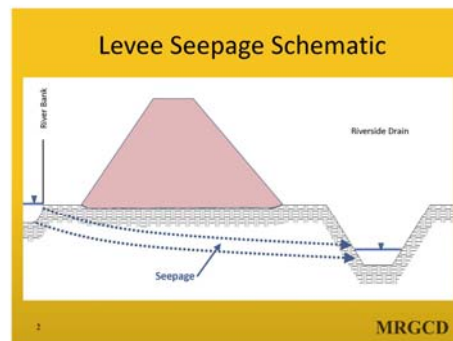 Levee Seepage Schematic
River Bank
Riverside Drain
Seepage
2
MRGCD